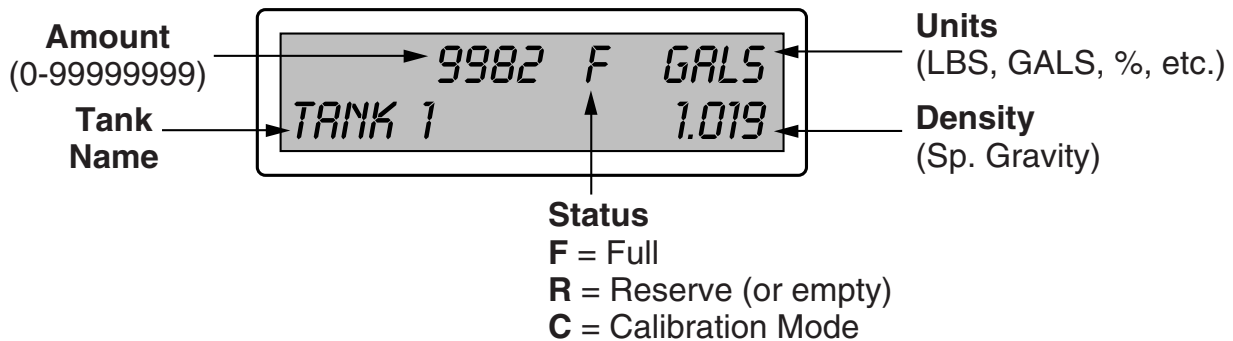 Amount
(0-99999999)
Tank
Name
9982 F GALS
TANK 1 1.019
Units
(LBS, GALS, %, etc.)
Density
(Sp. Gravity)
Status
F = Full
R = Reserve (or empty)
C = Calibration Mode